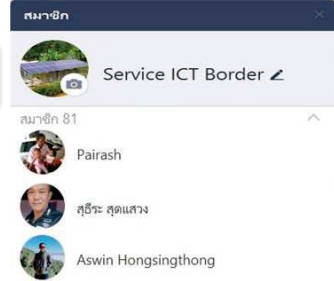 สมาชิก
Service ICT Border
สมาชิก 81
Pairash
สุธีระ สุดแสวง
Aswin Hongsingthong